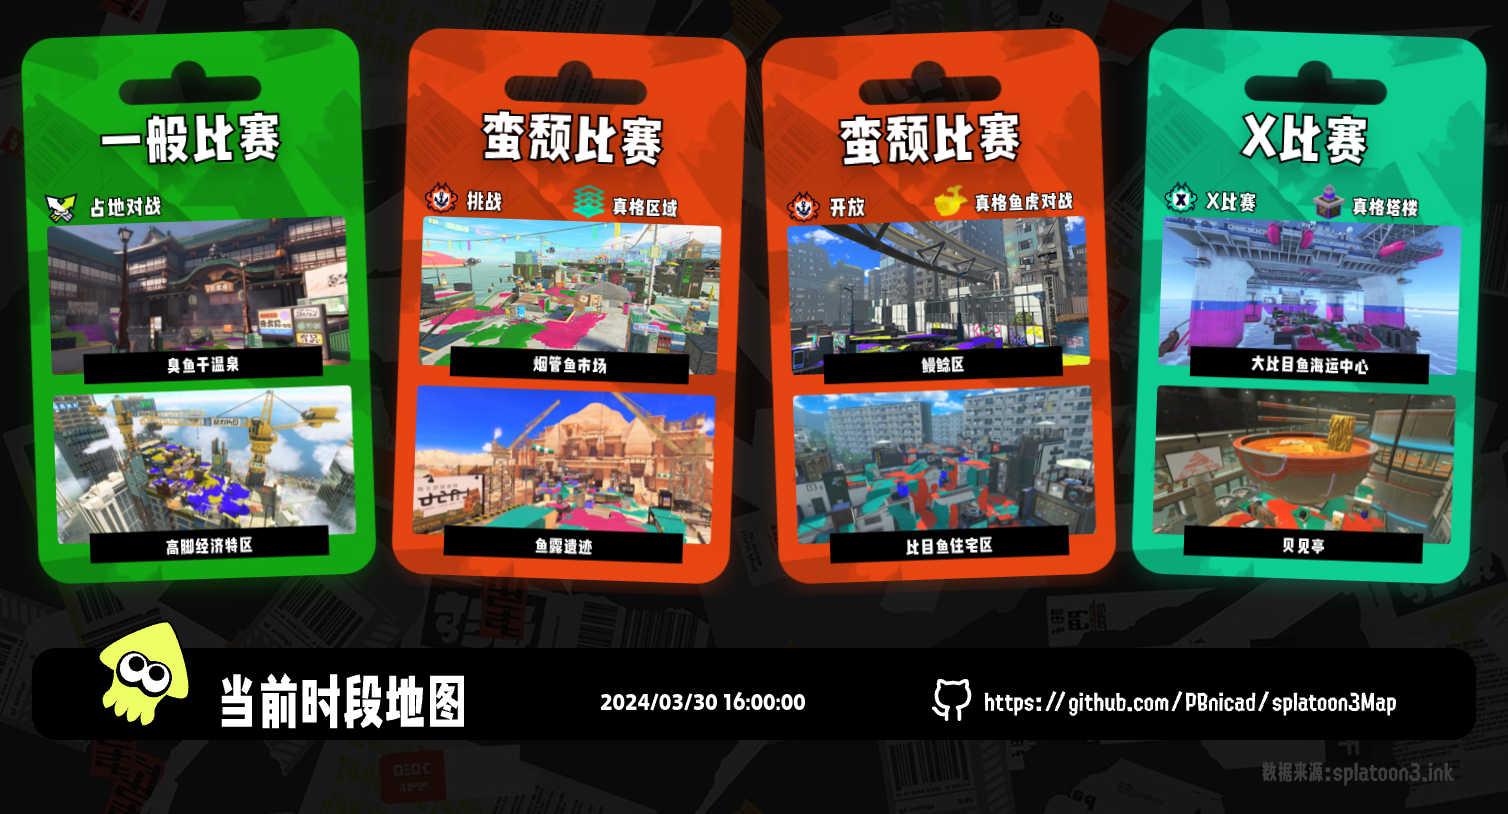 一般比赛
占地对战
臭鱼干温泉
高脚经济特区
蛮颓比赛
挑战
真格区域
烟管鱼市场
鱼露遗迹
蛮颓比赛
开放
真格鱼虎对战
鳗鲶区
比目鱼住宅区
X比赛
X比赛
真格塔楼
大比目鱼海运中心
贝见亭
当前时段地图
2024/03/30 16:00:00
https://github.com/PBnicad/splatoon3Map
数据来源:splatoon3.ink